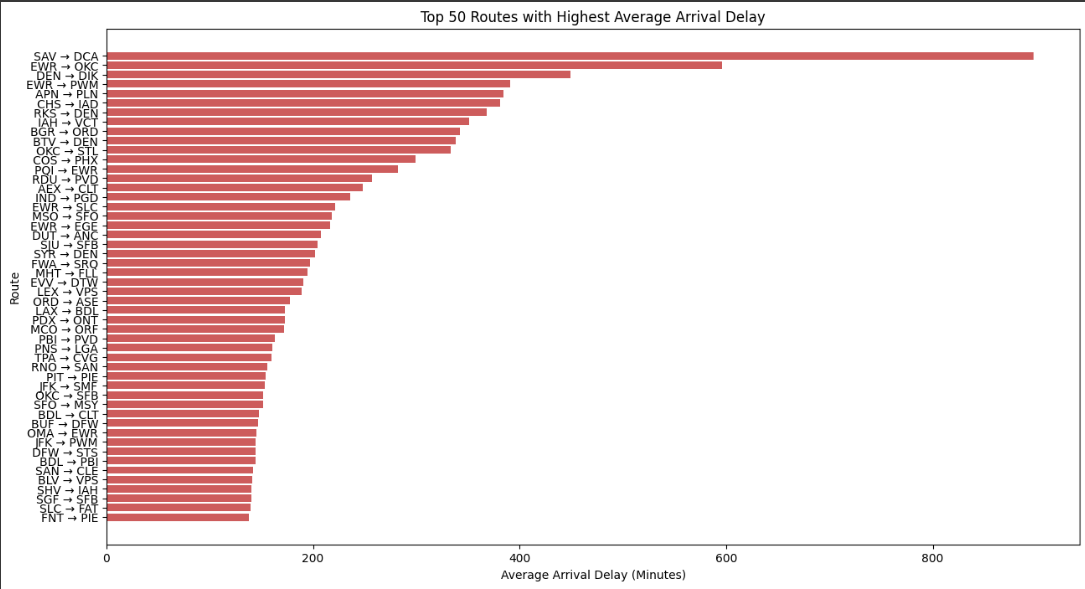 Top 50 Routes with Highest Average Arrival Delay
SAV → DCA
EWR → OKC
DEN → DIK
EWR → PWM
APN → PLN
CHS → IAD
RKS → DEN
IAH → VCT
BGR → ORD
BTV → DEN
OKC → STL
COS → PHX
PQI → EWR
RDU → PVD
AEX → CLT
IND → PGD
EWR → SLC
MSO → SFO
EWR → EGE
DUT → ANC
SJU → SFB
SYR → DEN
FWA → SRQ
MHT → FLL
EVV → DTW
LEX → VPS
ORD → ASE
LAX → BDL
PDX → ONT
MCO → ORF
PBI → PVD
PNS → LGA
TPA → CVG
RNO → SAN
PIT → PIE
JFK → SMF
OKC → SFB
SFO → MSY
BDL → CLT
BUF → DFW
OMA → EWR
JFK → PWM
DFW → STS
BDL → PBI
SAN → CLE
BLV → VPS
SHV → IAH
SGF → SFB
SLC → FAT
FNT → PIE
Route
0 200 400 600 800
Average Arrival Delay (Minutes)